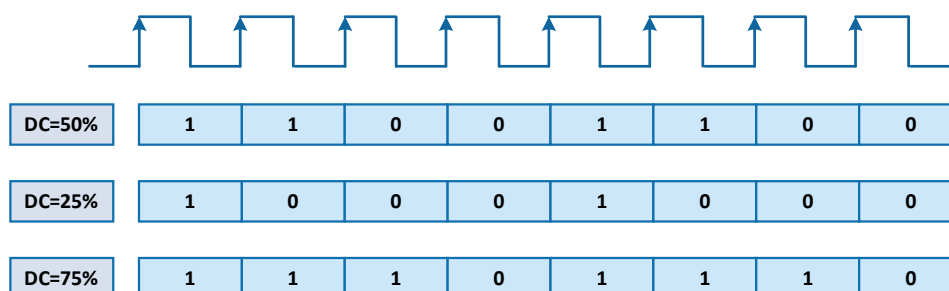 DC=50% 1 1 0 0 1 1 0 0
DC=25% 1 0 0 0 1 0 0 0
DC=75% 1 1 1 0 1 1 1 0